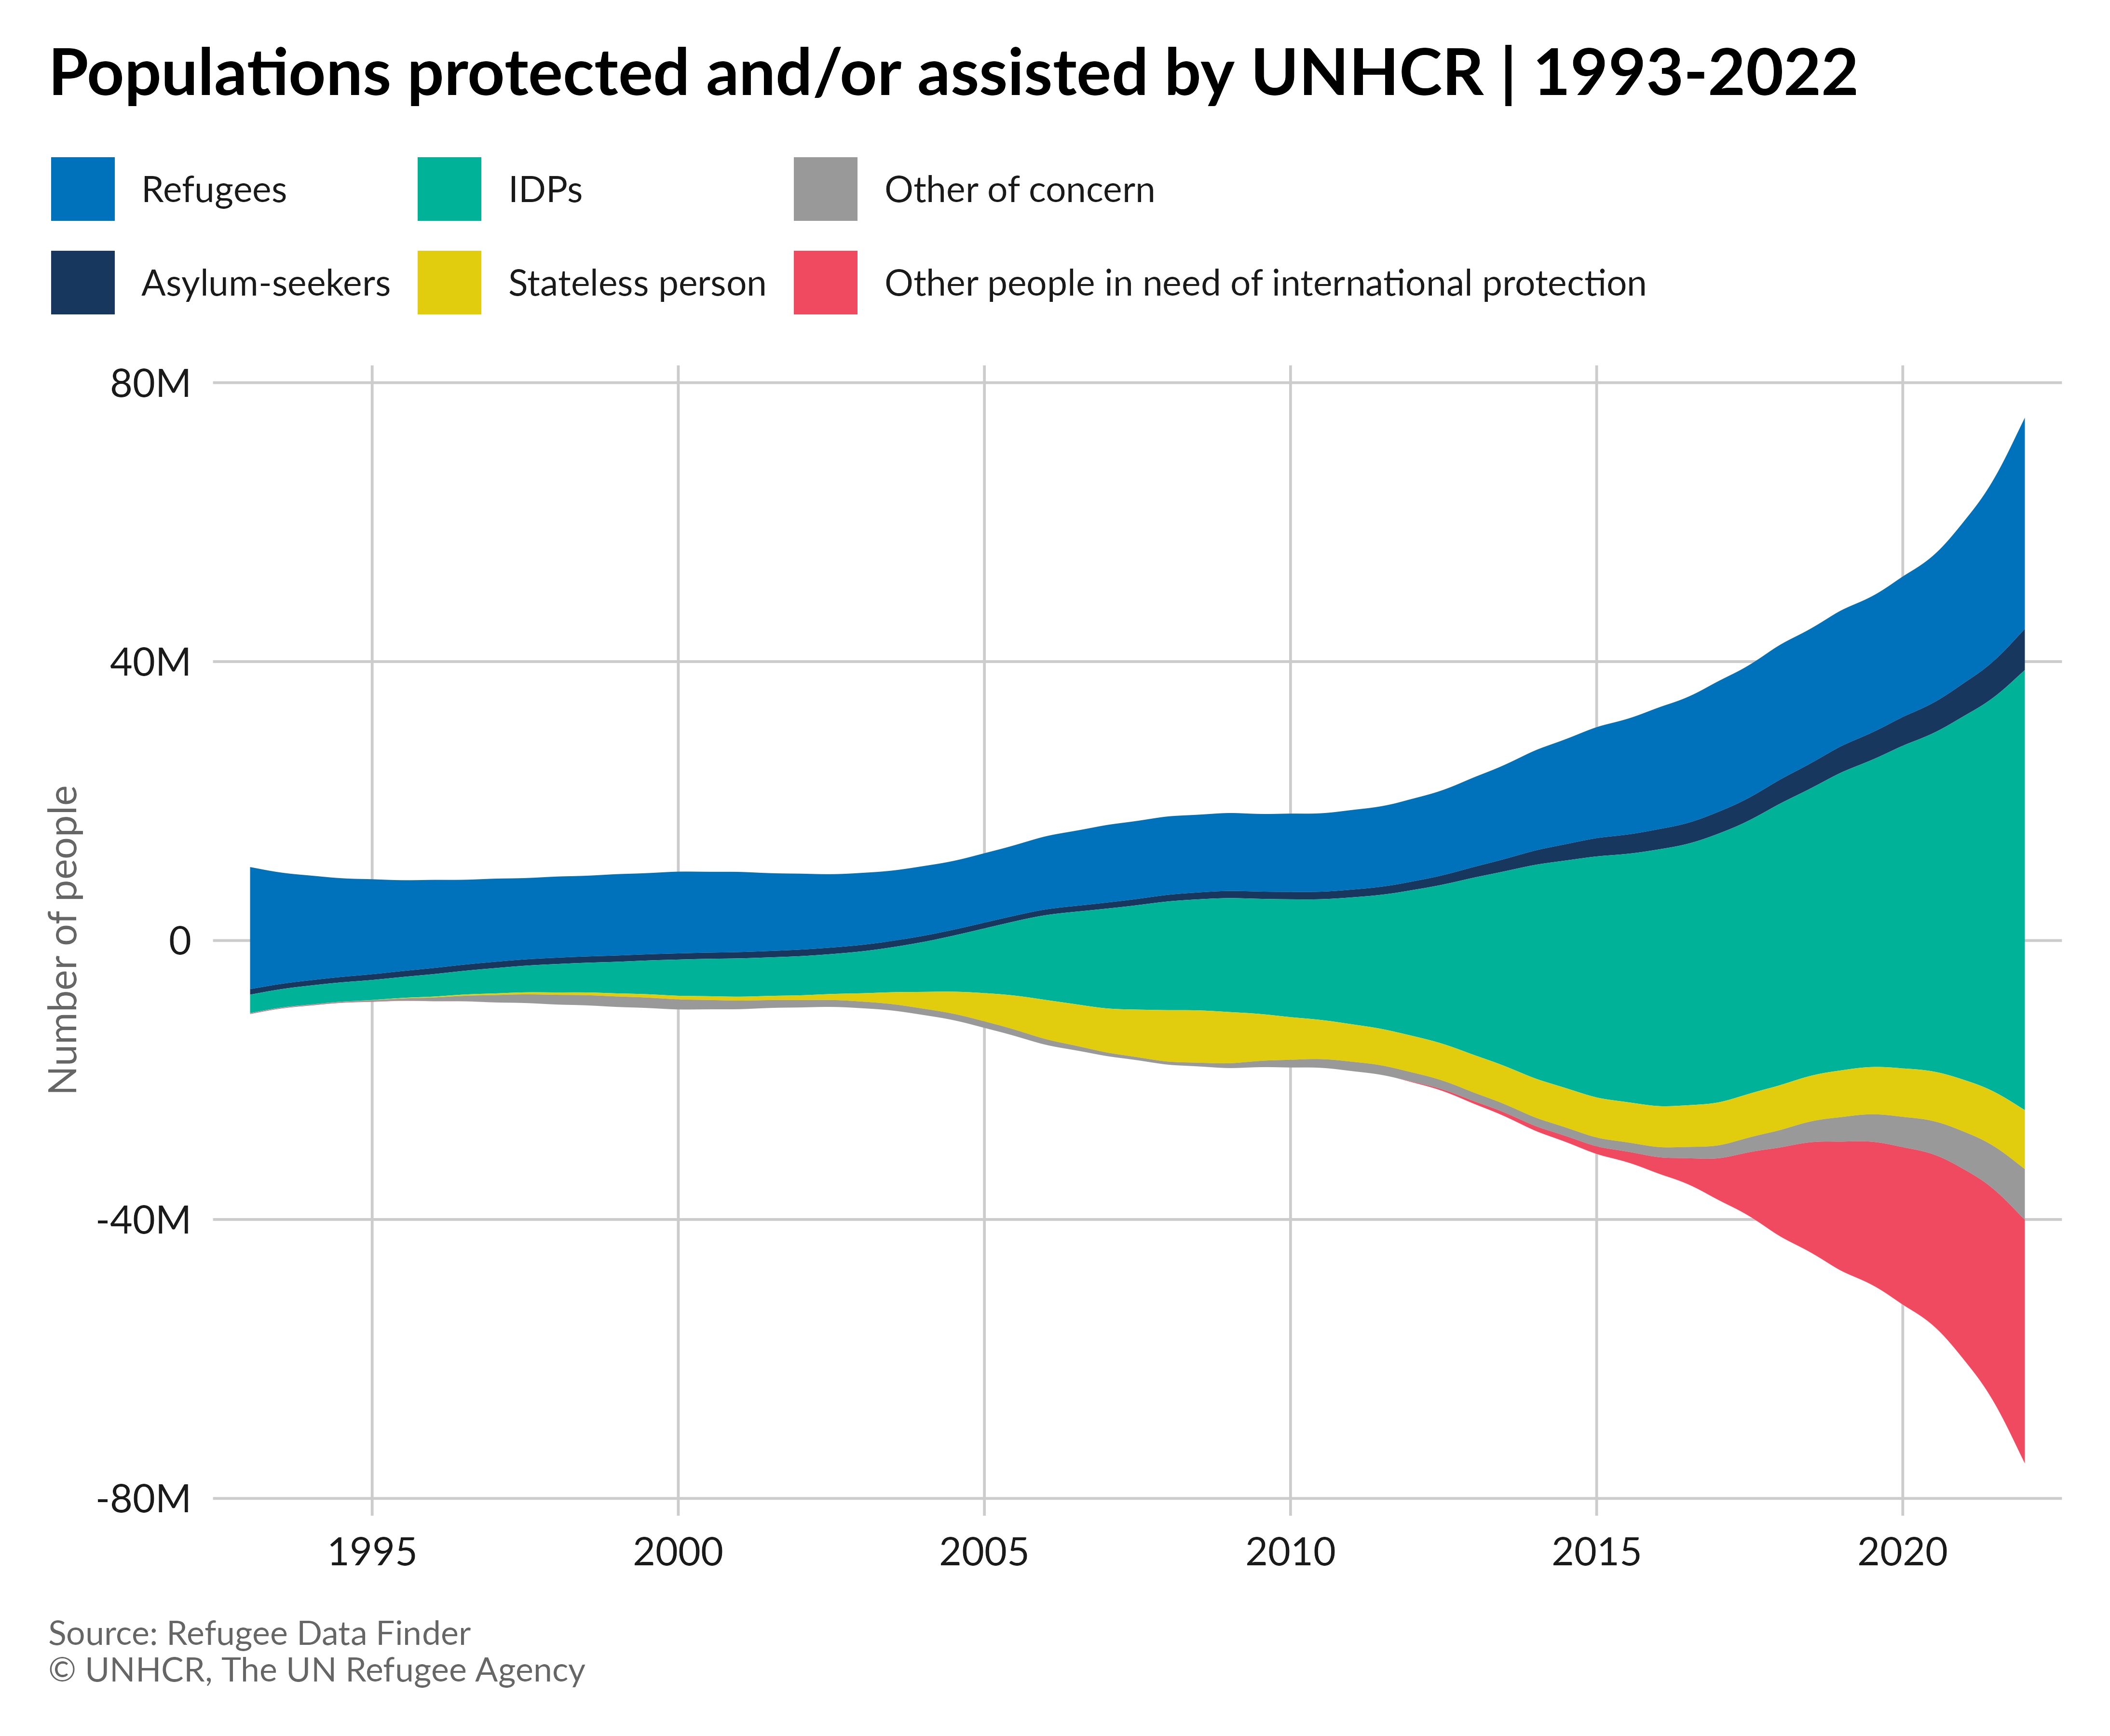 Populations protected and/or assisted by UNHCR | 1993-2022
Refugees
IDPs
Other of concern
Asylum-seekers
Stateless person
Other people in need of international protection
80M
40M
0
-40M
-80M
Number of people
1995
2000
2005
2010
2015
2020
Source: Refugee Data Finder
© UNHCR, The UN Refugee Agency